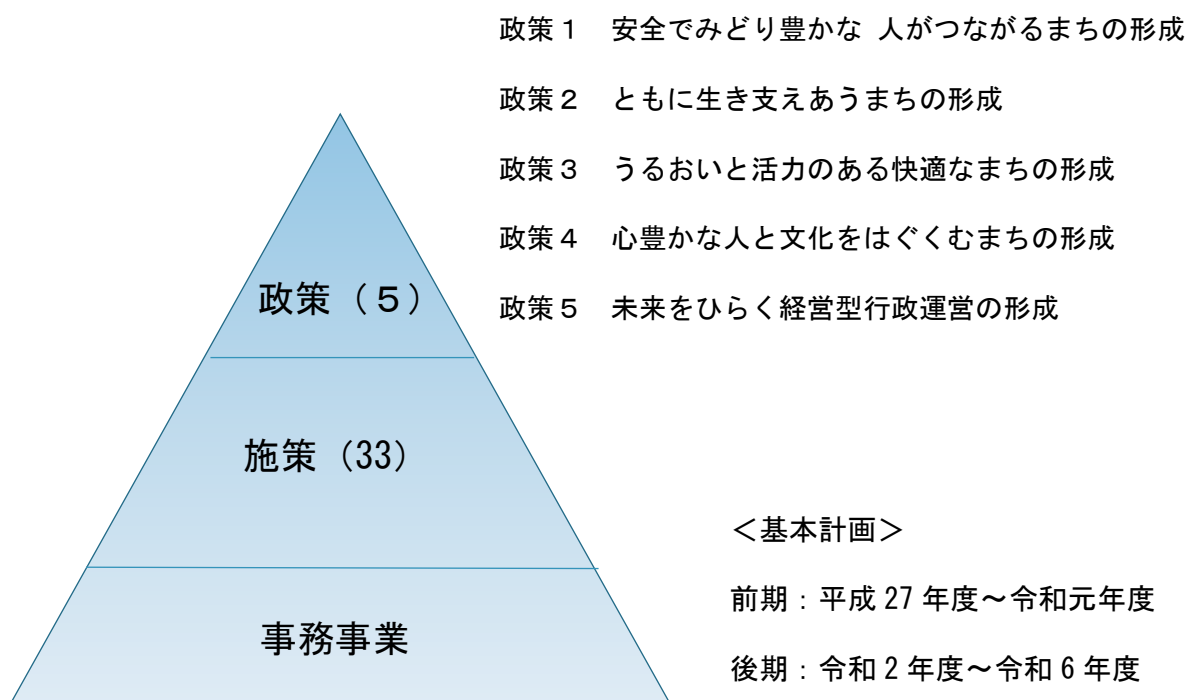 政策１　安全でみどり豊かな 人がつながるまちの形成
政策２　ともに生き支えあうまちの形成
政策３　うるおいと活力のある快適なまちの形成
政策４　心豊かな人と文化をはぐくむまちの形成
政策５　未来をひらく経営型行政運営の形成
政策（５）
施策（33）
事務事業
＜基本計画＞
前期：平成 27 年度～令和元年度
後期：令和 2 年度～令和 6 年度